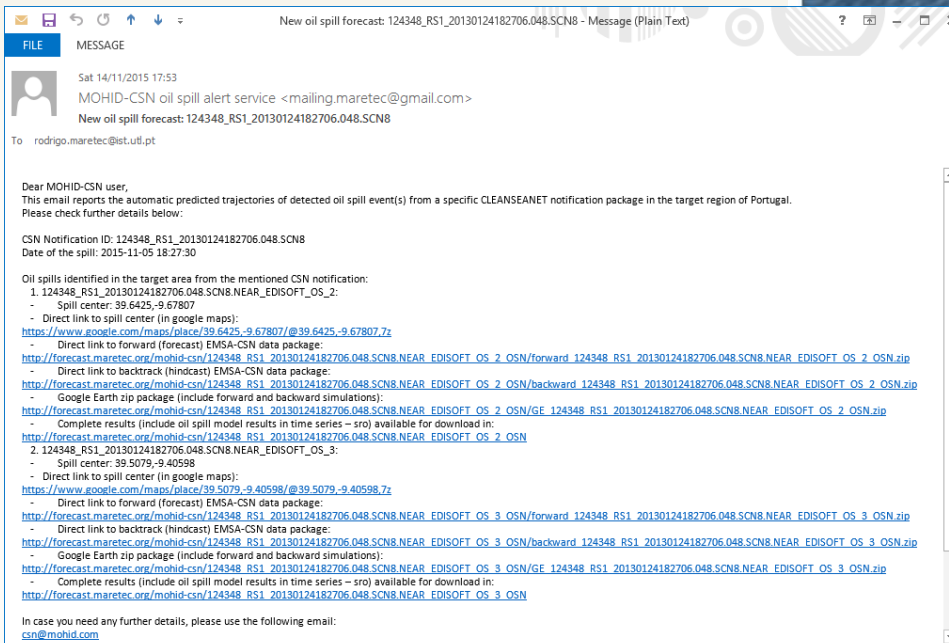 New oil spill forecast: 124348_RS1_20130124182706.048.SCN8 - Message (Plain Text)
FILE MESSAGE
Sat 14/11/2015 17:53
MOHID-CSN oil spill alert service <mailing.maretec@gmail.com>
New oil spill forecast: 124348_RS1_20130124182706.048.SCN8
To rodrigo.maretec@ist.utl.pt
Dear MOHID-CSN user,
This email reports the automatic predicted trajectories of detected oil spill event(s) from a specific CLEANSEANET notification package in the target region of Portugal.
Please check further details below:
CSN Notification ID: 124348_RS1_20130124182706.048.SCN8
Date of the spill: 2015-11-05 18:27:30
Oil spills identified in the target area from the mentioned CSN notification:
1. 124348_RS1_20130124182706.048.SCN8.NEAR_EDISOFT_OS_2:
- Spill center: 39.6425,-9.67807
- Direct link to spill center (in google maps):
https://www.google.com/maps/place/39.6425,-9.67807/@39.6425,-9.67807,7z
- Direct link to forward (forecast) EMSA-CSN data package:
http://forecast.maretec.org/mohid-csn/124348_RS1_20130124182706.048.SCN8.NEAR_EDISOFT_OS_2_OSN/forward_124348_RS1_20130124182706.048.SCN8.NEAR_EDISOFT_OS_2_OSN.zip
- Direct link to backtrack (hindcast) EMSA-CSN data package:
http://forecast.maretec.org/mohid-csn/124348_RS1_20130124182706.048.SCN8.NEAR_EDISOFT_OS_2_OSN/backward_124348_RS1_20130124182706.048.SCN8.NEAR_EDISOFT_OS_2_OSN.zip
- Google Earth zip package (include forward and backward simulations):
http://forecast.maretec.org/mohid-csn/124348_RS1_20130124182706.048.SCN8.NEAR_EDISOFT_OS_2_OSN/GE_124348_RS1_20130124182706.048.SCN8.NEAR_EDISOFT_OS_2_OSN.zip
- Complete results (include oil spill model results in time series – sro) available for download in:
http://forecast.maretec.org/mohid-csn/124348_RS1_20130124182706.048.SCN8.NEAR_EDISOFT_OS_2_OSN
2. 124348_RS1_20130124182706.048.SCN8.NEAR_EDISOFT_OS_3:
- Spill center: 39.5079,-9.40598
- Direct link to spill center (in google maps):
https://www.google.com/maps/place/39.5079,-9.40598/@39.5079,-9.40598,7z
- Direct link to forward (forecast) EMSA-CSN data package:
http://forecast.maretec.org/mohid-csn/124348_RS1_20130124182706.048.SCN8.NEAR_EDISOFT_OS_3_OSN/forward_124348_RS1_20130124182706.048.SCN8.NEAR_EDISOFT_OS_3_OSN.zip
- Direct link to backtrack (hindcast) EMSA-CSN data package:
http://forecast.maretec.org/mohid-csn/124348_RS1_20130124182706.048.SCN8.NEAR_EDISOFT_OS_3_OSN/backward_124348_RS1_20130124182706.048.SCN8.NEAR_EDISOFT_OS_3_OSN.zip
- Google Earth zip package (include forward and backward simulations):
http://forecast.maretec.org/mohid-csn/124348_RS1_20130124182706.048.SCN8.NEAR_EDISOFT_OS_3_OSN/GE_124348_RS1_20130124182706.048.SCN8.NEAR_EDISOFT_OS_3_OSN.zip
- Complete results (include oil spill model results in time series – sro) available for download in:
http://forecast.maretec.org/mohid-csn/124348_RS1_20130124182706.048.SCN8.NEAR_EDISOFT_OS_3_OSN
In case you need any further details, please use the following email:
csn@mohid.com